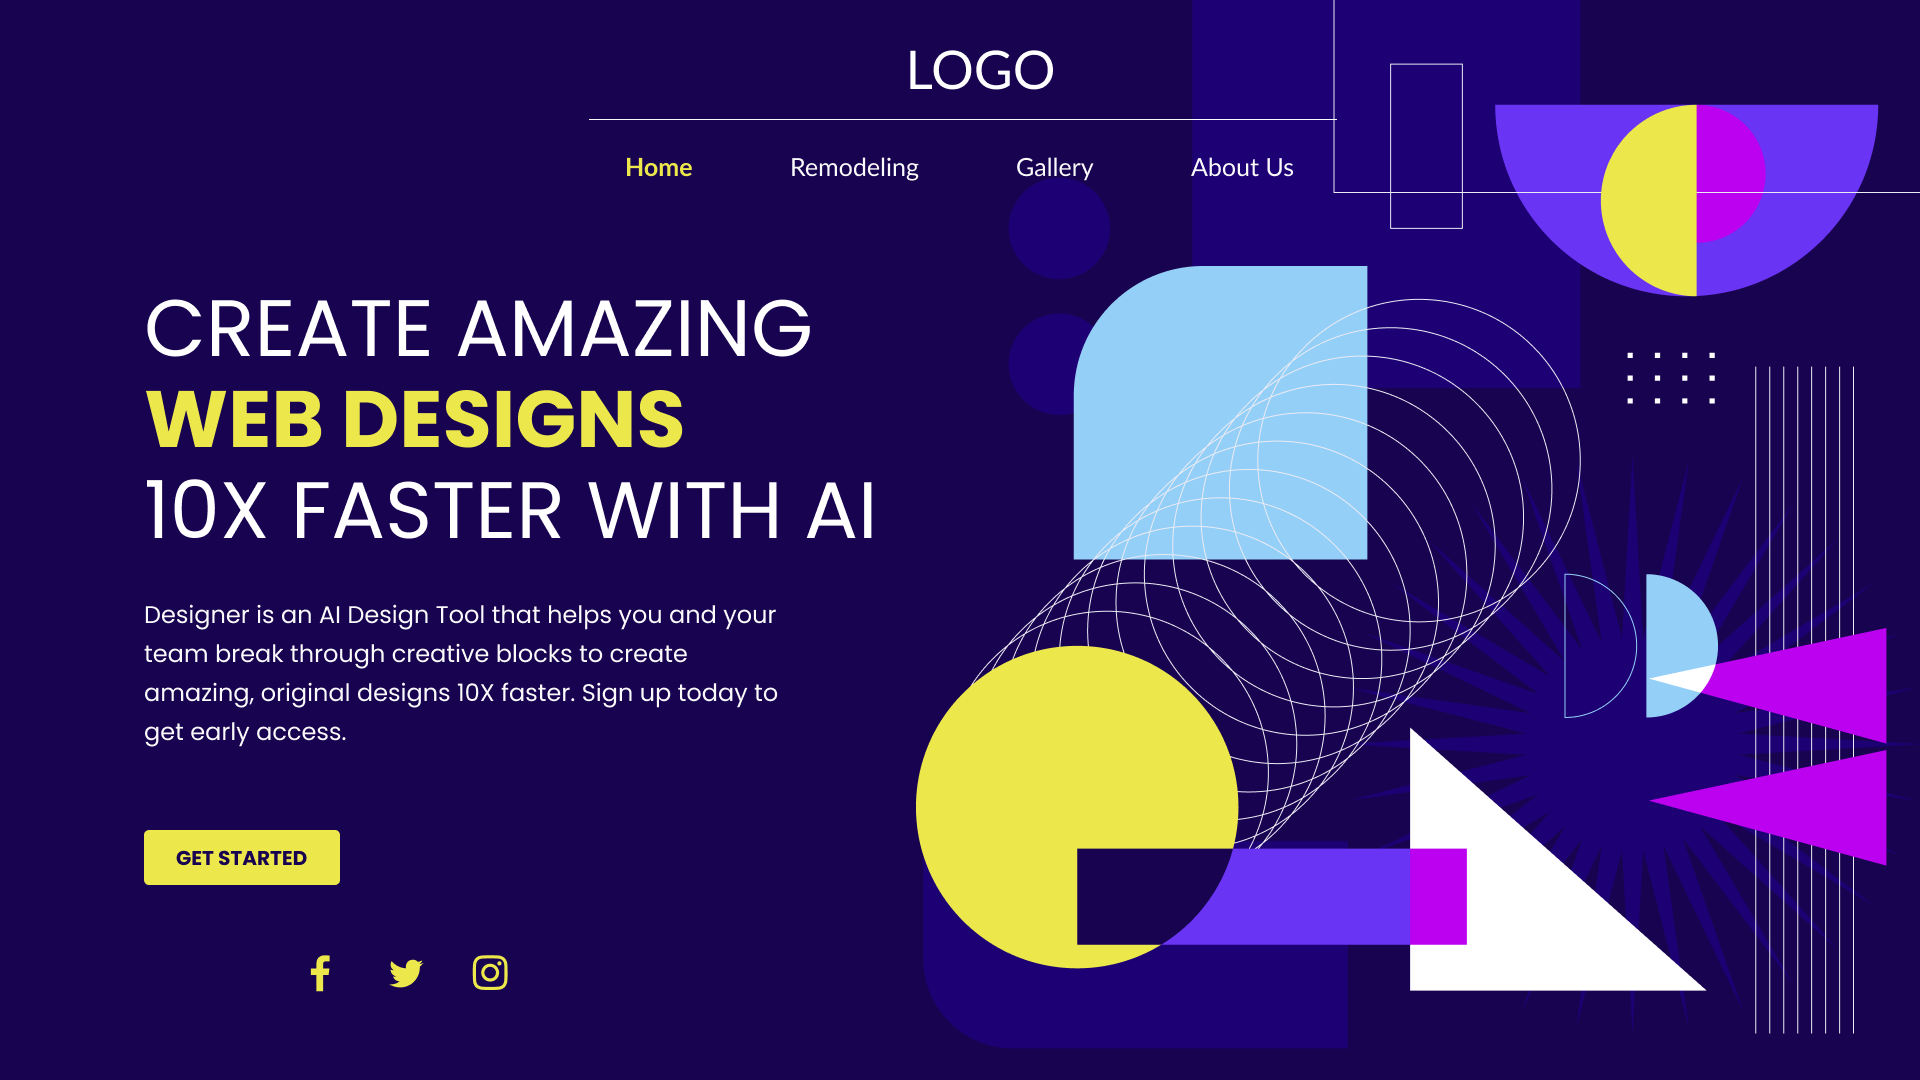 LOGO
Home Remodeling Gallery About Us
CREATE AMAZING
WEB DESIGNS
10X FASTER WITH AI
Designer is an AI Design Tool that helps you and your
team break through creative blocks to create
amazing, original designs 10X faster. Sign up today to
get early access.
GET STARTED